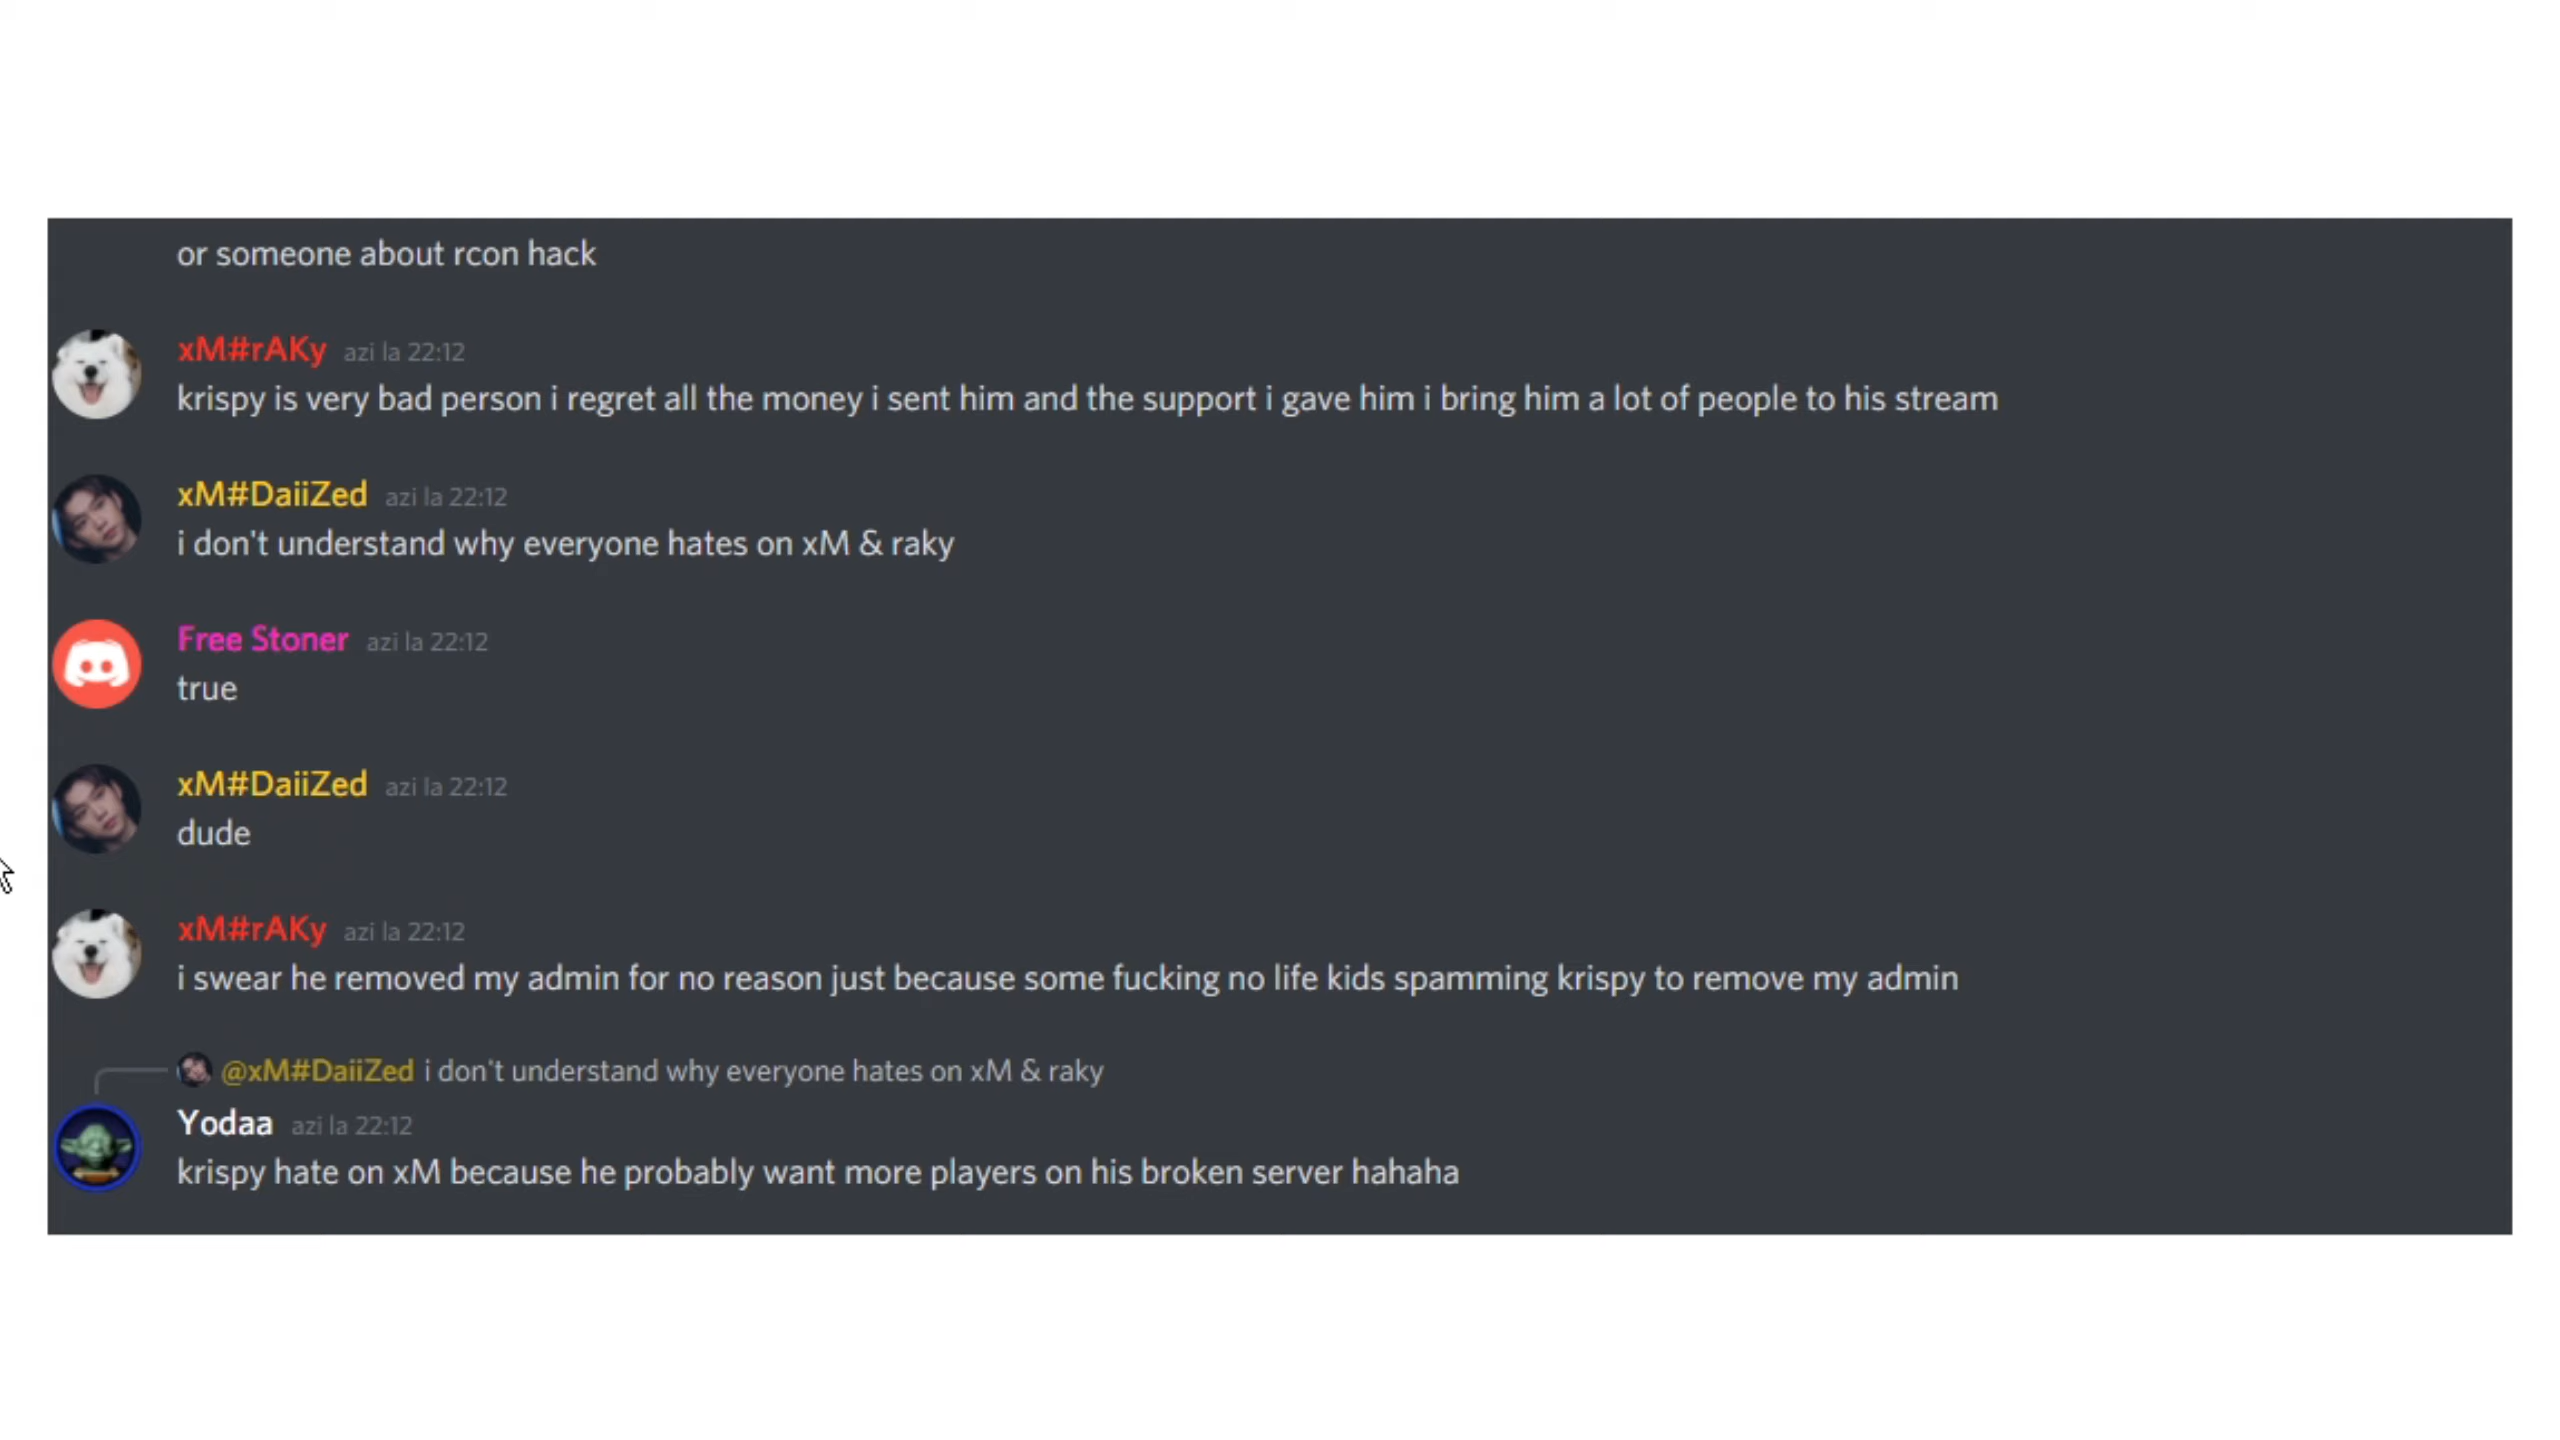 or someone about rcon hack
xM#rAKy azi la 22:12
krispy is very bad person i regret all the money i sent him and the support i gave him i bring him a lot of people to his stream
xM#DaiiZed azi la 22:12
i don't understand why everyone hates on xM & raky
Free Stoner azi la 22:12
true
xM#DaiiZed azi la 22:12
dude
xM#rAKy azi la 22:12
i swear he removed my admin for no reason just because some fucking no life kids spamming krispy to remove my admin
@xM#DaiiZed i don't understand why everyone hates on xM & raky
Yodaa azi la 22:12
krispy hate on xM because he probably want more players on his broken server hahaha